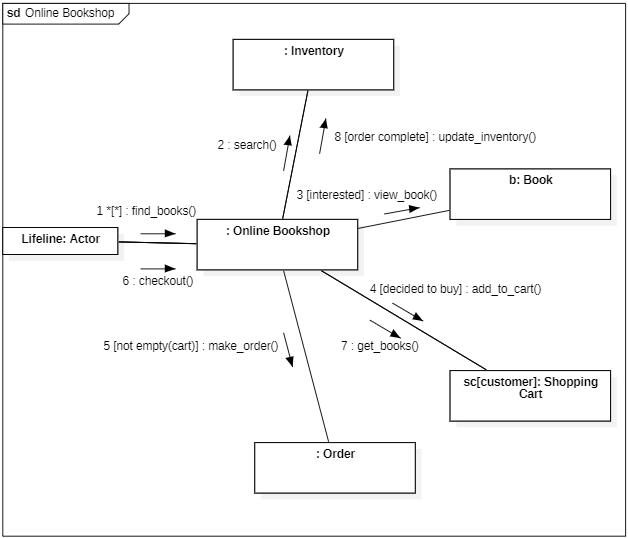 sd Online Bookshop
: Inventory
2 : search()
8 [order complete] : update_inventory()
b: Book
3 [interested] : view_book()
1 *[*] : find_books()
Lifeline: Actor
: Online Bookshop
6 : checkout()
4 [decided to buy] : add_to_cart()
5 [not empty(cart)] : make_order()
7 : get_books()
sc[customer]: Shopping
Cart
: Order